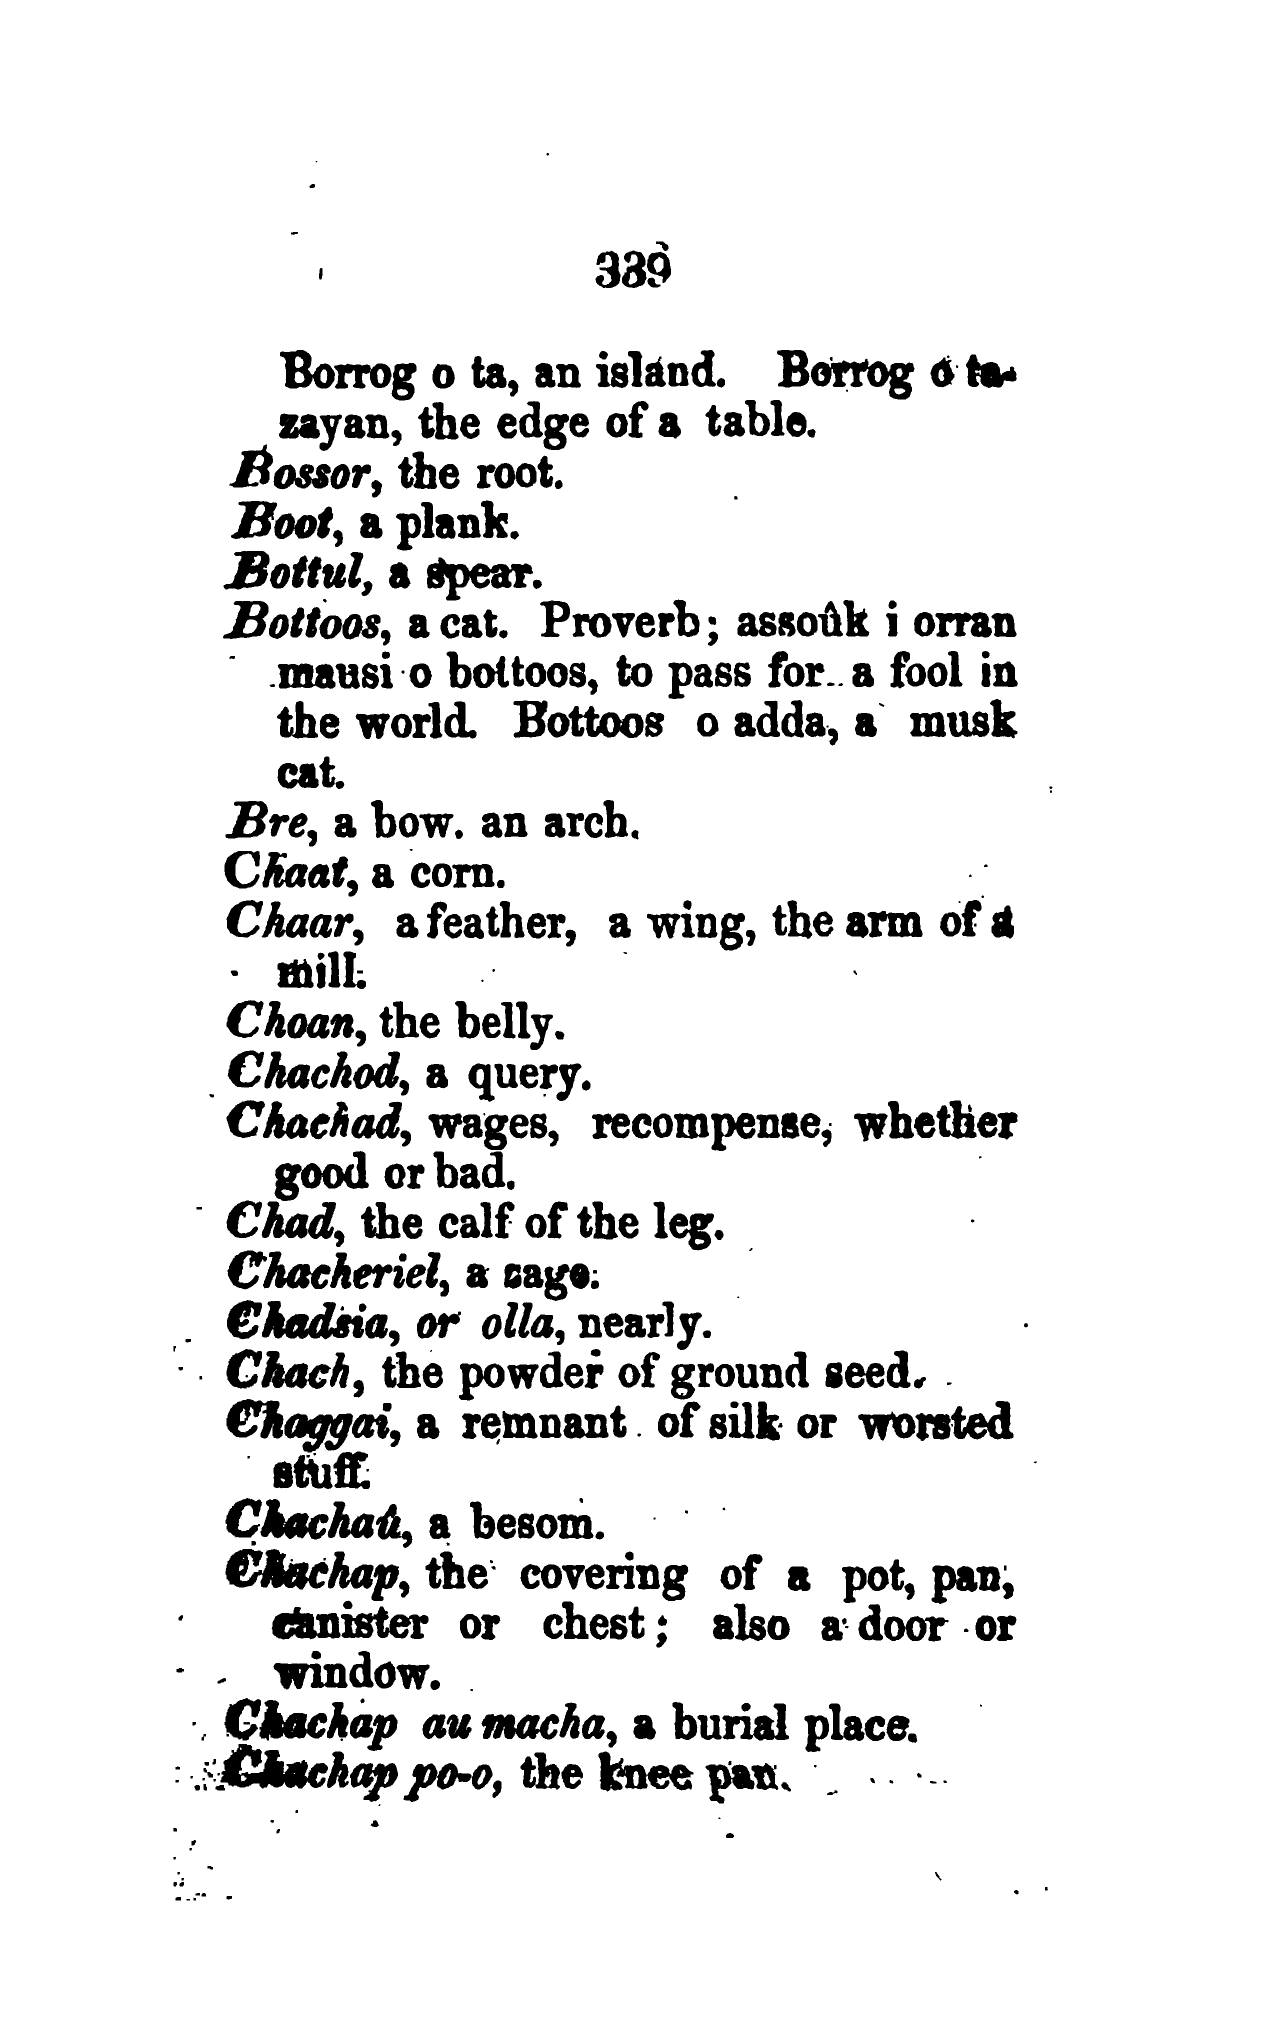 339
Borrog o ta, an island. Borrog o ta-
zayan, the edge of a table.
Bossor, the root.
Boot, a plank.
Bottul, a spear.
Bottoos, a cat. Proverb; assoûk i orran
mausi o bottoos, to pass for a fool in
the world. Bottoos o adda, a musk
cat.
Bre, a bow. an arch.
Chaat, a corn.
Chaar, a feather, a wing, the arm of a
mill.
Choan, the belly.
Chachod, a query.
Chachad, wages, recompense, whether
good or bad.
Chad, the calf of the leg.
Chacheriel, a cage.
Chadsia, or olla, nearly.
Chach, the powder of ground seed.
Chaggai, a remnant of silk or worsted
stuff.
Chachaû, a besom.
Chachap, the covering of a pot, pan,
canister or chest; also a door or
window.
Chachap au macha, a burial place.
Chachap po-o, the knee pan.